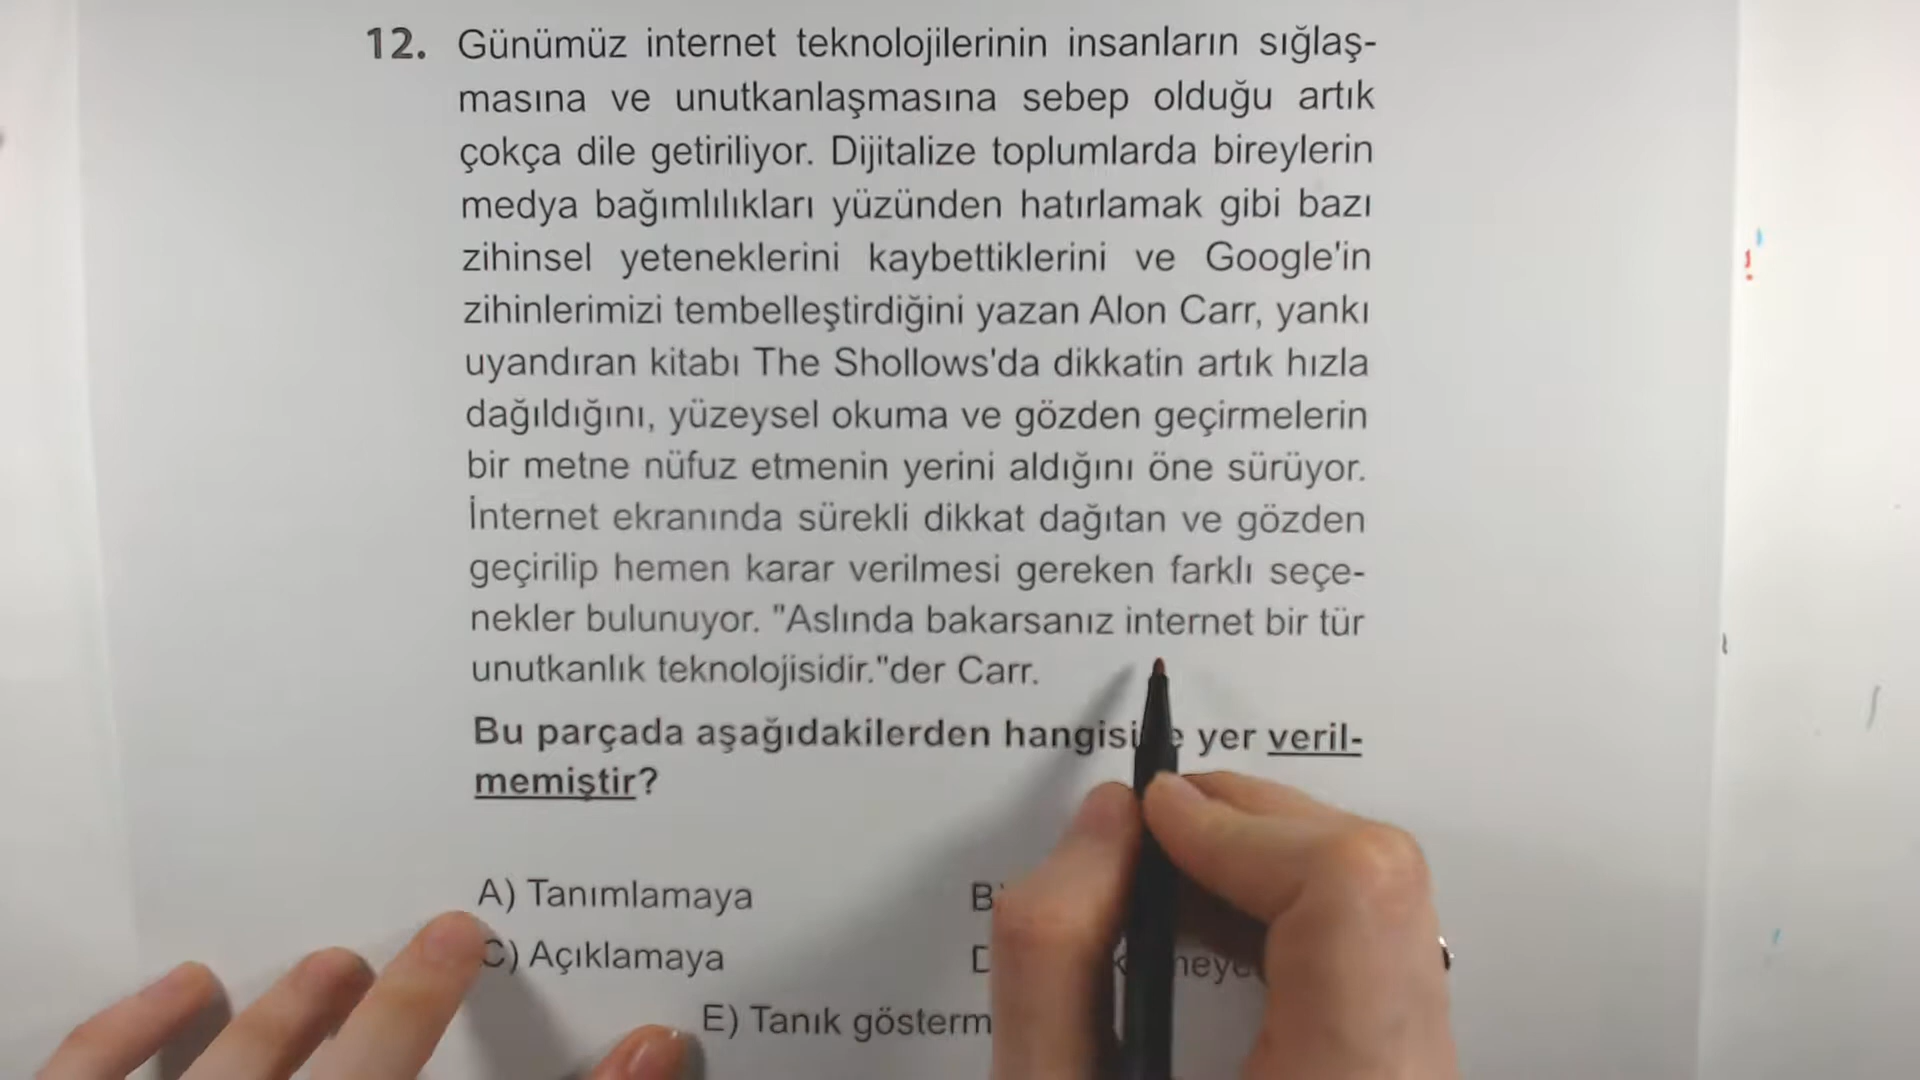 12. Günümüz internet teknolojilerinin insanların sığlaş-
masına ve unutkanlaşmasına sebep olduğu artık
çokça dile getiriliyor. Dijitalize toplumlarda bireylerin
medya bağımlılıkları yüzünden hatırlamak gibi bazı
zihinsel yeteneklerini kaybettiklerini ve Google'in
zihinlerimizi tembelleştirdiğini yazan Alon Carr, yankı
uyandıran kitabı The Shollows'da dikkatin artık hızla
dağıldığını, yüzeysel okuma ve gözden geçirmelerin
bir metne nüfuz etmenin yerini aldığını öne sürüyor.
İnternet ekranında sürekli dikkat dağıtan ve gözden
geçirilip hemen karar verilmesi gereken farklı seçe-
nekler bulunuyor. "Aslında bakarsanız internet bir tür
unutkanlık teknolojisidir."der Carr.
Bu parçada aşağıdakilerden yer veril-
memiştir?
A) Tanımlamaya B)
C) Açıklamaya
E) Tanık